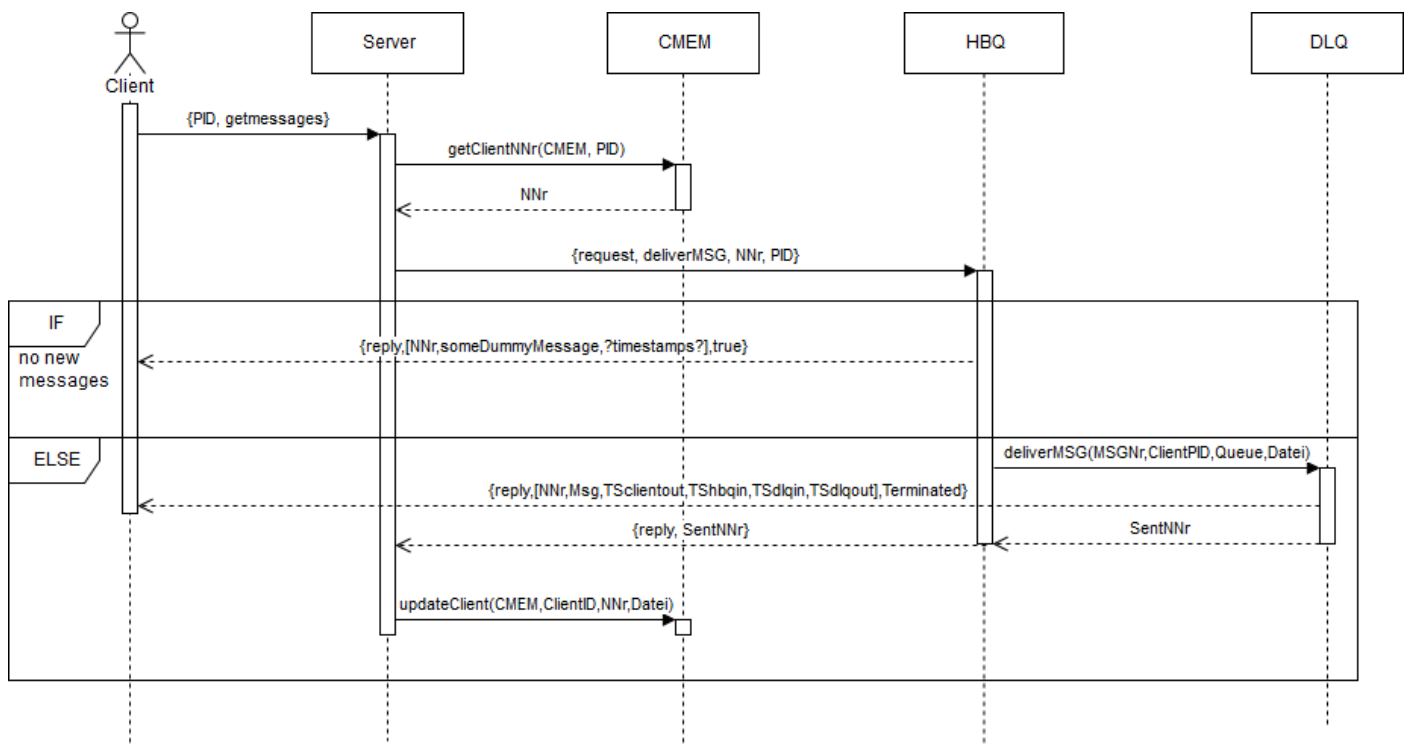 Client
Server
CMEM
HBQ
DLQ
{PID, getmessages}
getClientNNr(CMEM, PID)
NNr
{request, deliverMSG, NNr, PID}
IF
no new
messages
{reply,[NNr,someDummyMessage,?timestamps?],true}
ELSE
deliverMSG(MSGNr,ClientPID,Queue,Datei)
{reply,[NNr,Msg,TSclientout,TShbqin,TSdlqin,TSdlqout],Terminated}
SentNNr
{reply, SentNNr}
updateClient(CMEM,ClientID,NNr,Datei)